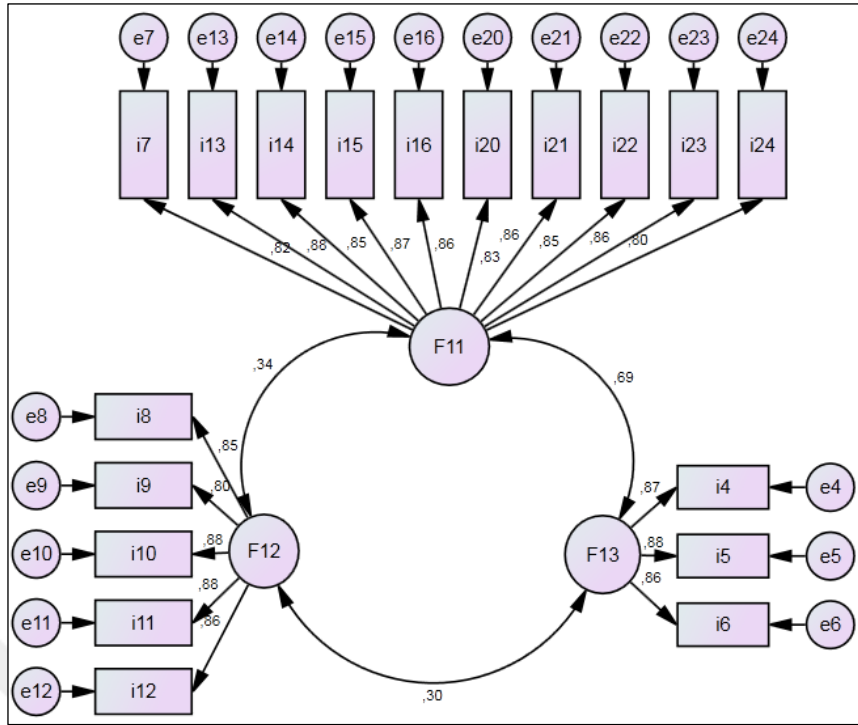 e7 e13 e14 e15 e16 e20 e21 e22 e23 e24
i7 i13 i14 i15 i16 i20 i21 i22 i23 i24
,82 ,88 ,85 ,87 ,86 ,83 ,86 ,85 ,86 ,80
F11
,34 ,69
e8 i8
,85
e9 i9 ,80
e10 i10 ,88
F12
e11 i11 ,88
e12 i12 ,86
F13
,87 i4 e4
,88 i5 e5
,86 i6 e6
,30